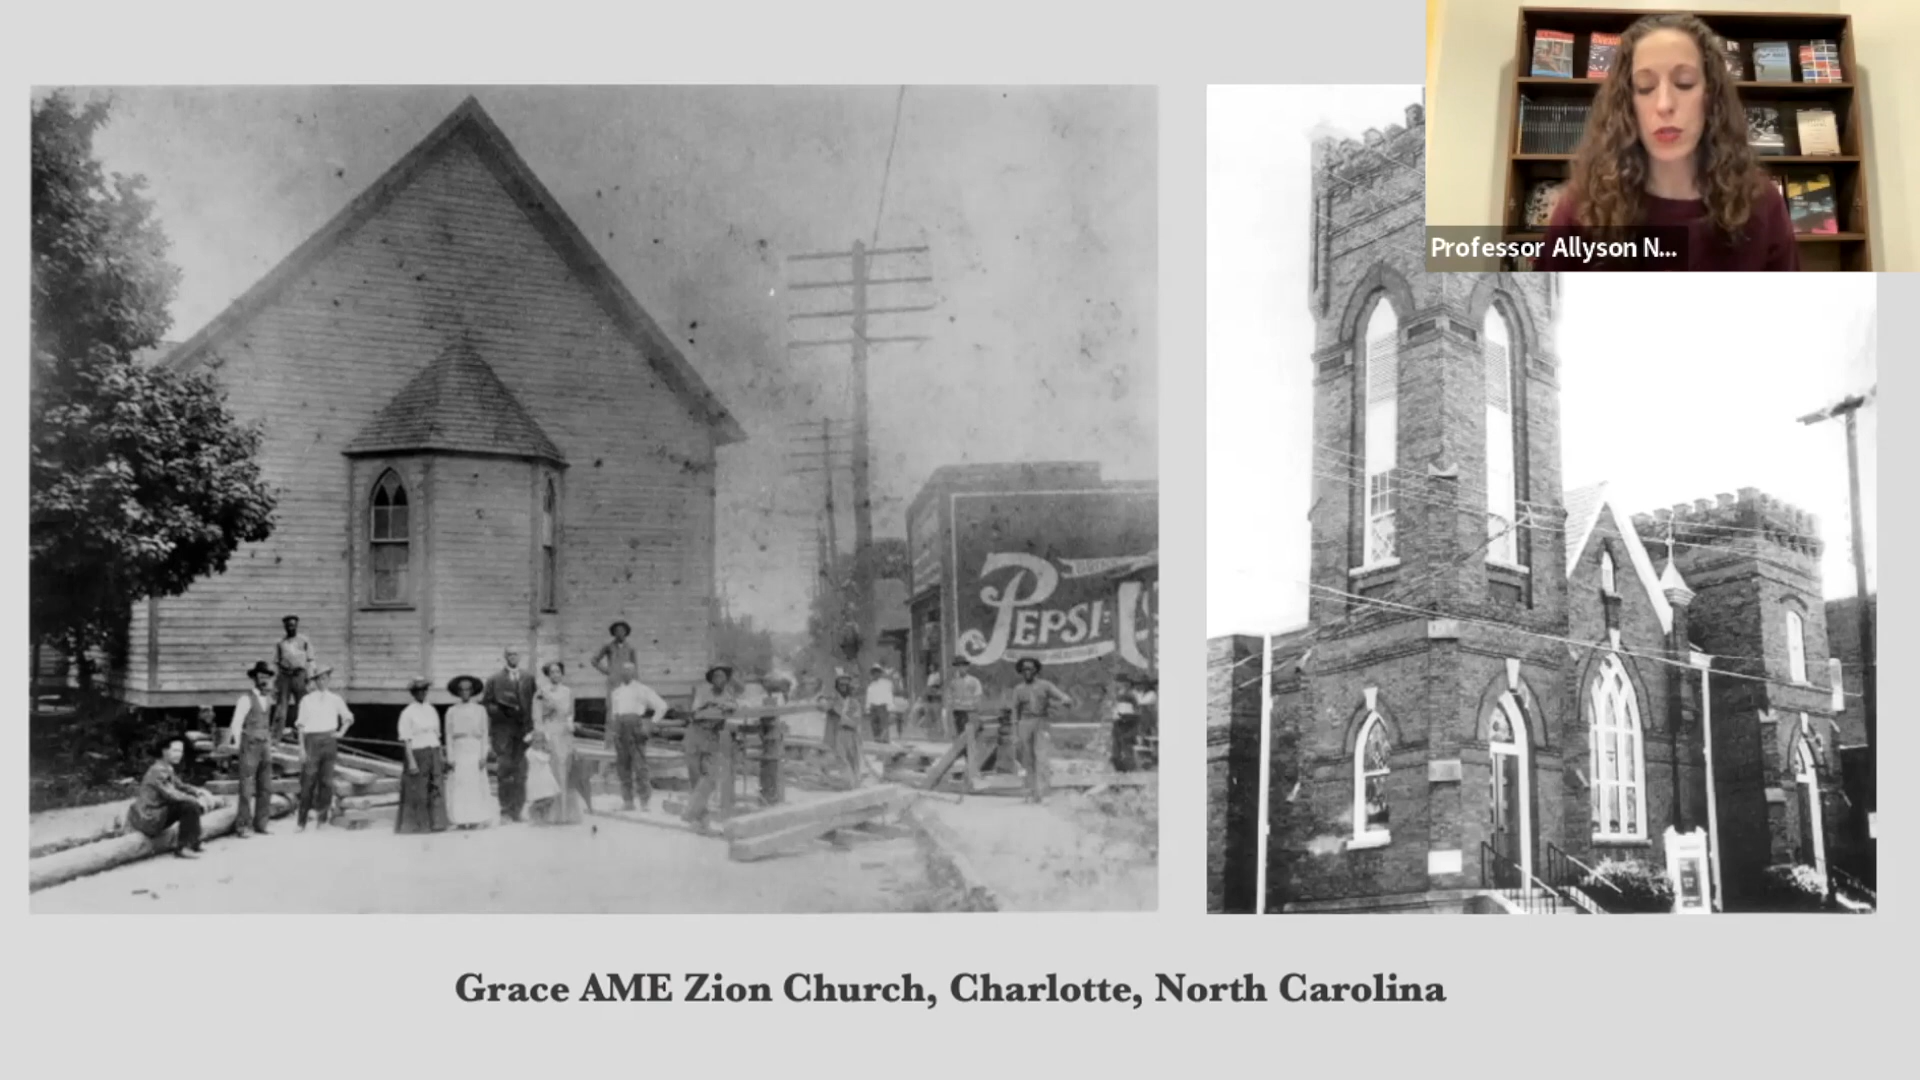 Professor Allyson N...
PEPSI:
Grace AME Zion Church, Charlotte, North Carolina